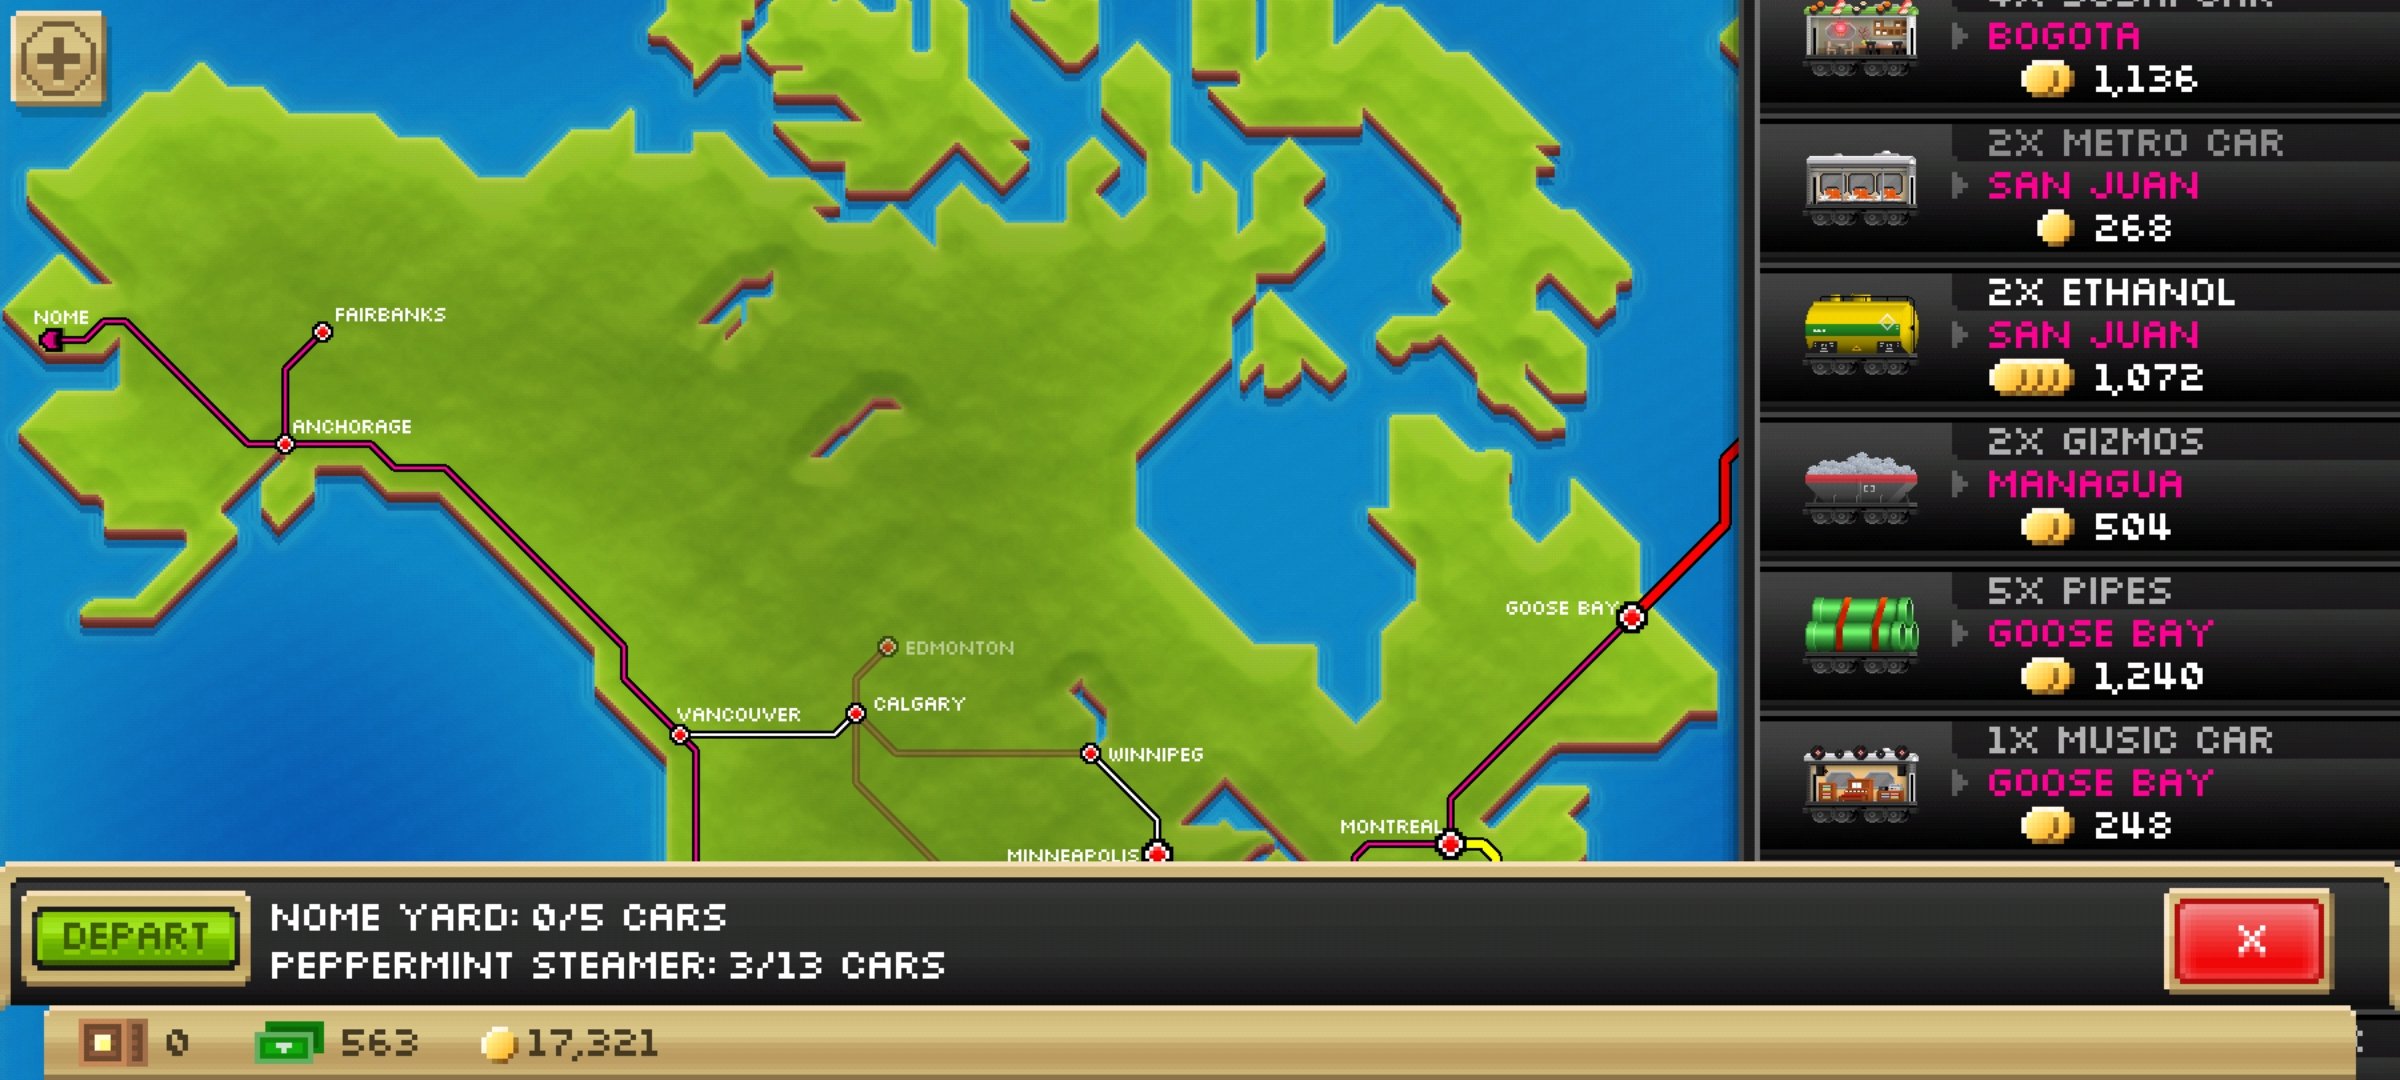 NOME
FAIRBANKS
ANCHORAGE
GOOSE BAY
EDMONTON
CALGARY
VANCOUVER
WINNIPEG
MONTREAL
MINNEAPOLIS
BOGOTA
1,136
2X METRO CAR
SAN JUAN
268
2X ETHANOL
SAN JUAN
1,072
2X GIZMOS
MANAGUA
504
5X PIPES
GOOSE BAY
1,240
1X MUSIC CAR
GOOSE BAY
248
DEPART
NOME YARD: 0/5 CARS
PEPPERMINT STEAMER: 3/13 CARS
X
0
563
17,321